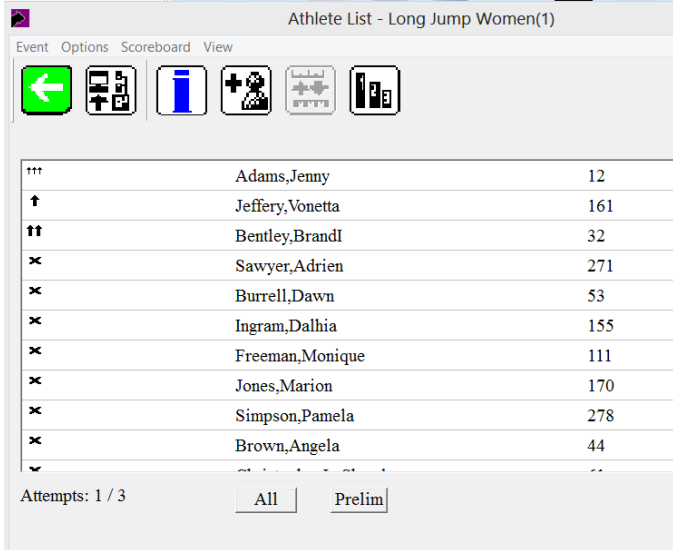 Athlete List - Long Jump Women(1)
Event Options Scoreboard View
Adams,Jenny 12
Jeffery,Vonetta 161
Bentley,BrandI 32
Sawyer,Adrien 271
Burrell,Dawn 53
Ingram,Dalhia 155
Freeman,Monique 111
Jones,Marion 170
Simpson,Pamela 278
Brown,Angela 44
Attempts: 1 / 3 All Prelim